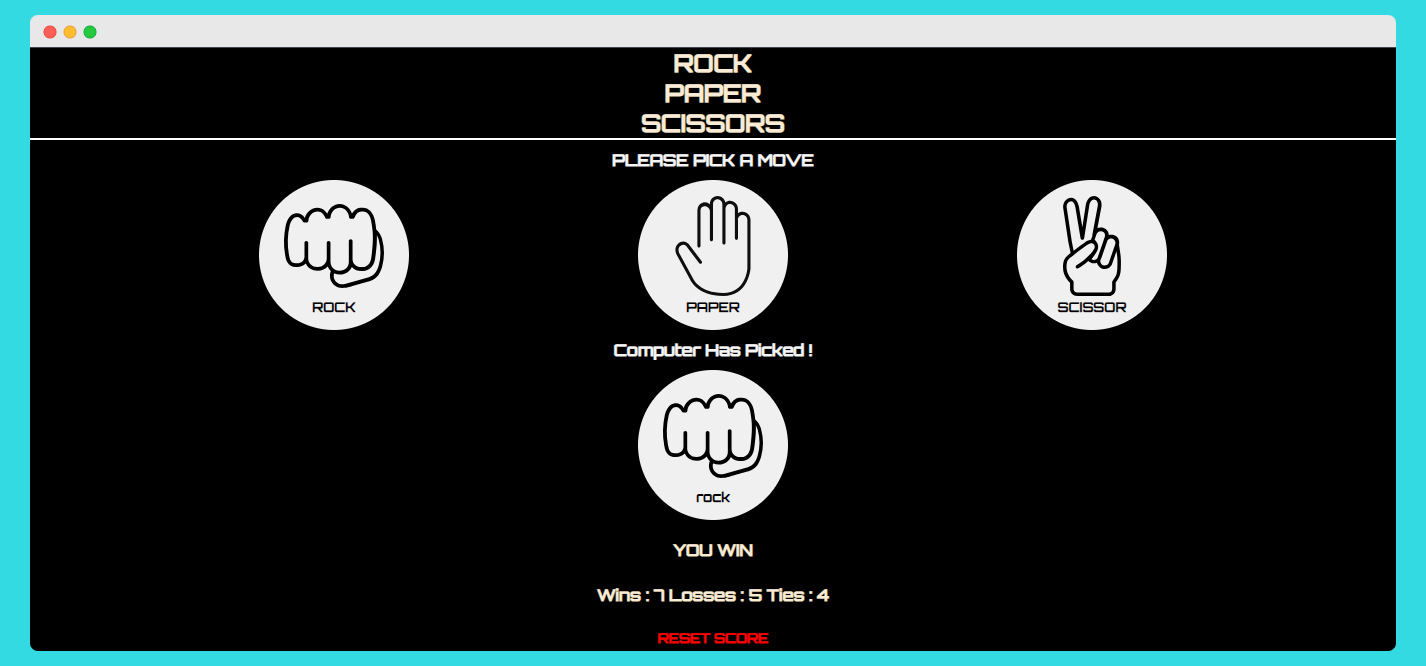 ROCK
PAPER
SCISSORS
PLEASE PICK A MOVE
ROCK
PAPER
SCISSOR
Computer Has Picked !
rock
YOU WIN
Wins : 7 Losses : 5 Ties : 4
RESET SCORE